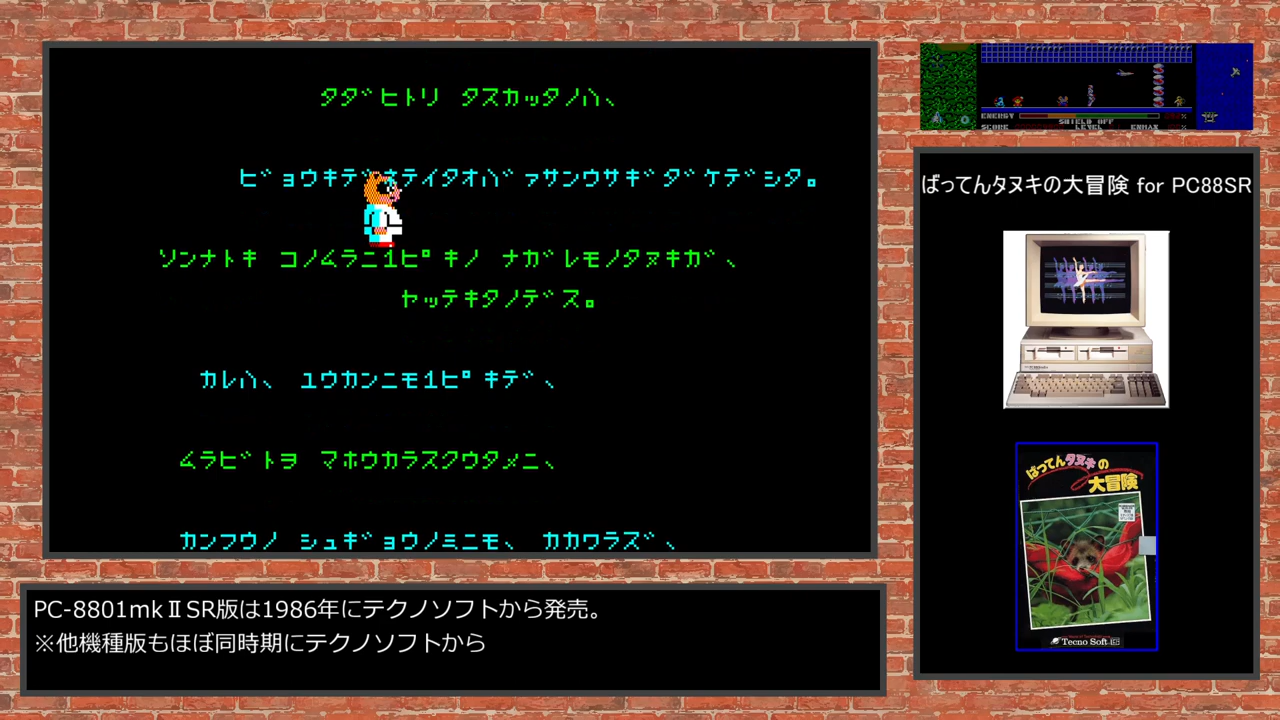 タダヒトリ タスカッタノハ、
ビョウキデネテイタオバァサンウサギダケデシタ。
ソンナトキ コノムラニ1ピキノ ナガレモノタヌキガ、
ヤッテキタノデス。
カレハ、 ユウカンニモ1ピキデ、
ムラビトヲ マホウカラスクウタメニ、
カンフウノ シュギョウノミニモ、 カカワラズ、
ENERGY
SHIELD OFF
SCORE
LEVEL
ENMAX
ばってんタヌキの大冒険 for PC88SR
ばってんタヌキの
大冒険
Tecno Soft
PC-8801mkⅡSR版は1986年にテクノソフトから発売。
※他機種版もほぼ同時期にテクノソフトから